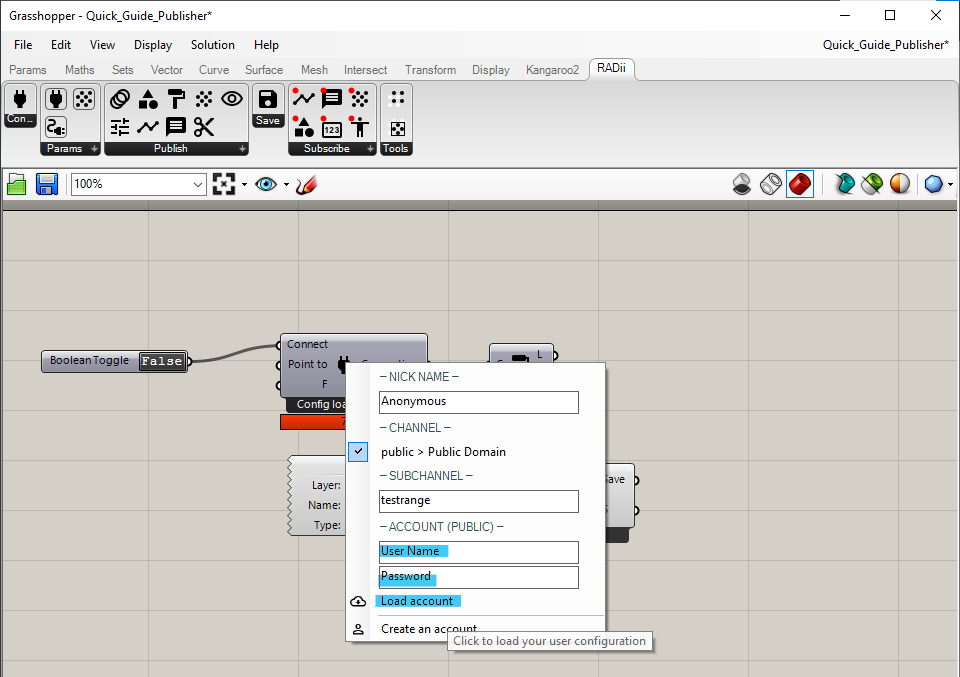 Grasshopper - Quick_Guide_Publisher*
File Edit View Display Solution Help Quick_Guide_Publisher*
Params Maths Sets Vector Curve Surface Mesh Intersect Transform Display Kangaroo2 RADii
123
Con... Save
Params Publish Subscribe Tools
100%
Connect
Boolean Toggle False
Point to
L
F
Config
NICK NAME
Anonymous
CHANNEL
public > Public Domain
SUBCHANNEL
testrange
ACCOUNT (PUBLIC)
User Name
Password
Load account
Create an account
Click to load your user configuration
Layer:
Name:
Type:
Save